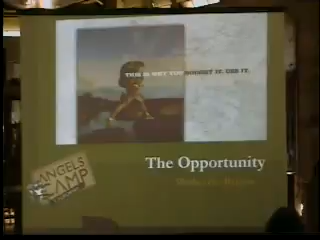 THIS IS WHY YOU BOUGHT IT. USE IT.
The Opportunity
ANGELS
CAMP